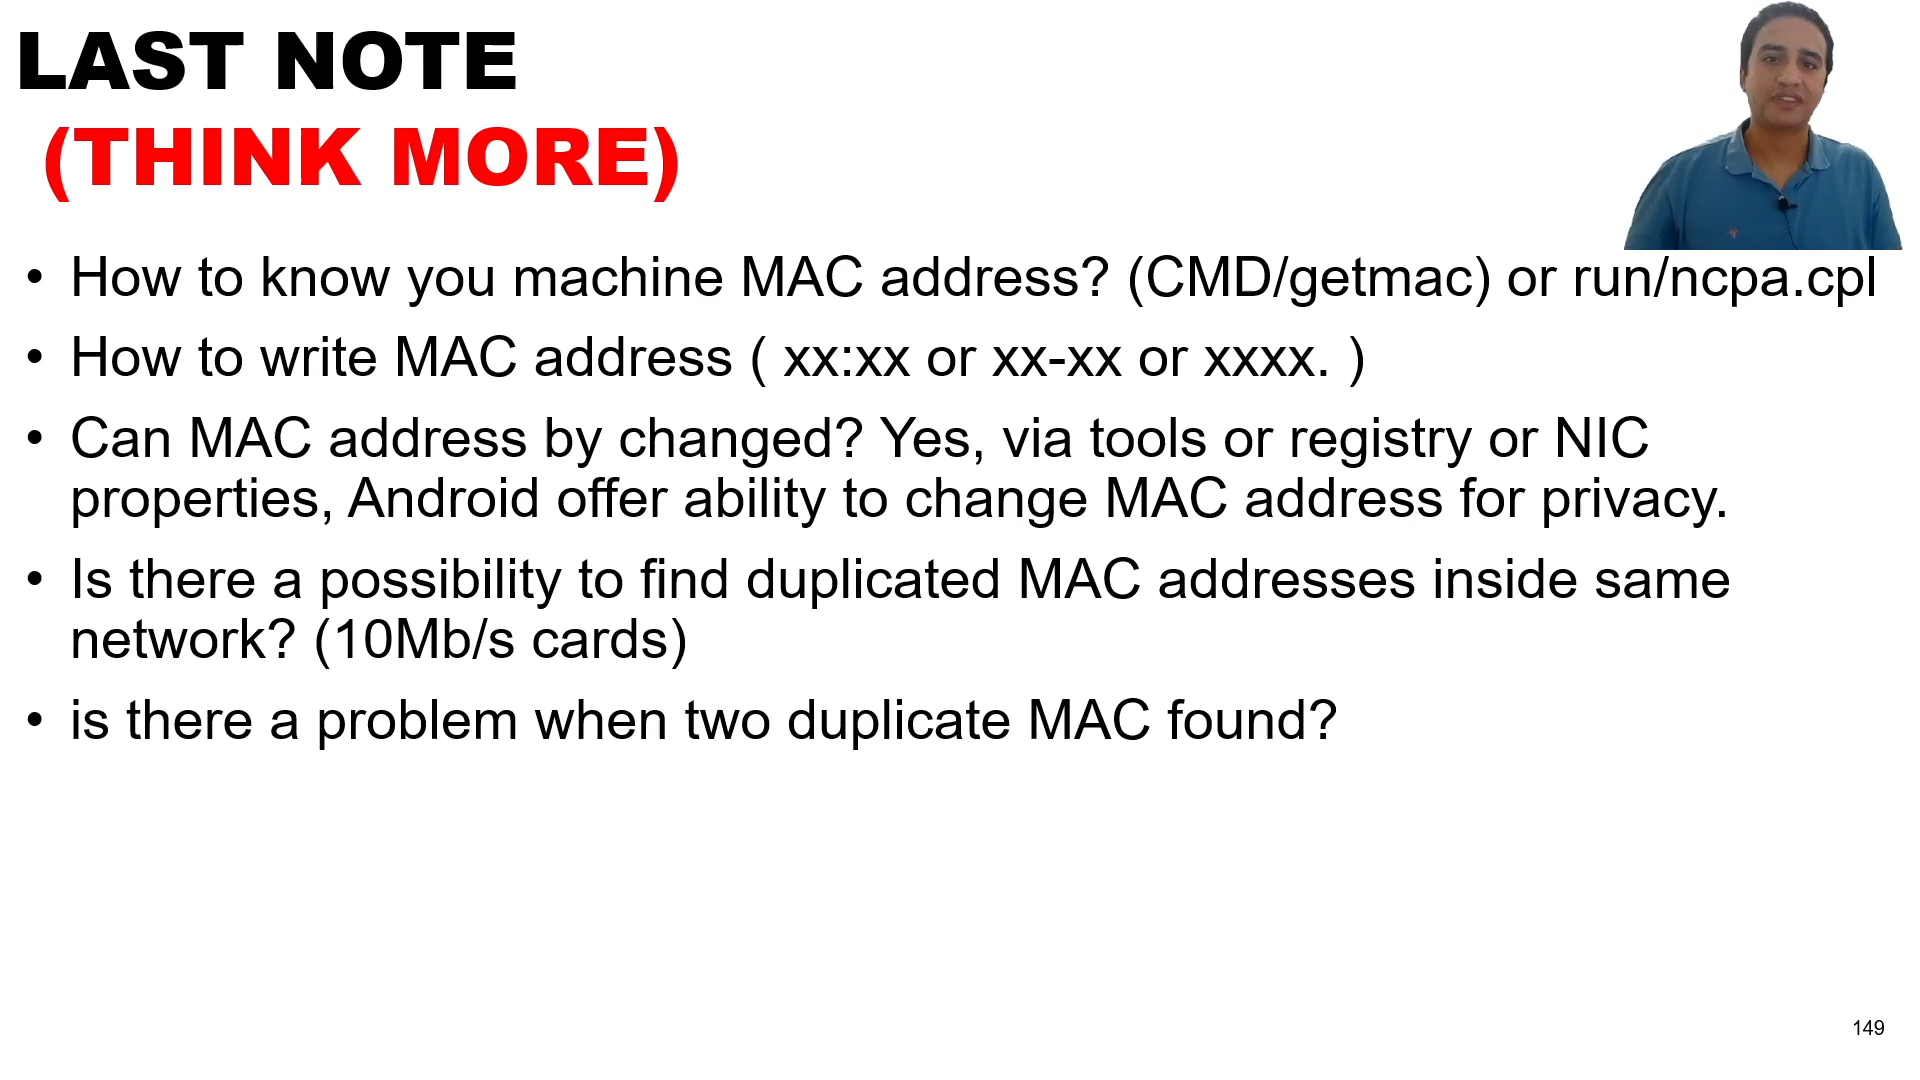 LAST NOTE
(THINK MORE)
• How to know you machine MAC address? (CMD/getmac) or run/ncpa.cpl
• How to write MAC address ( xx:xx or xx-xx or xxxx. )
• Can MAC address by changed? Yes, via tools or registry or NIC
properties, Android offer ability to change MAC address for privacy.
• Is there a possibility to find duplicated MAC addresses inside same
network? (10Mb/s cards)
• is there a problem when two duplicate MAC found?
149